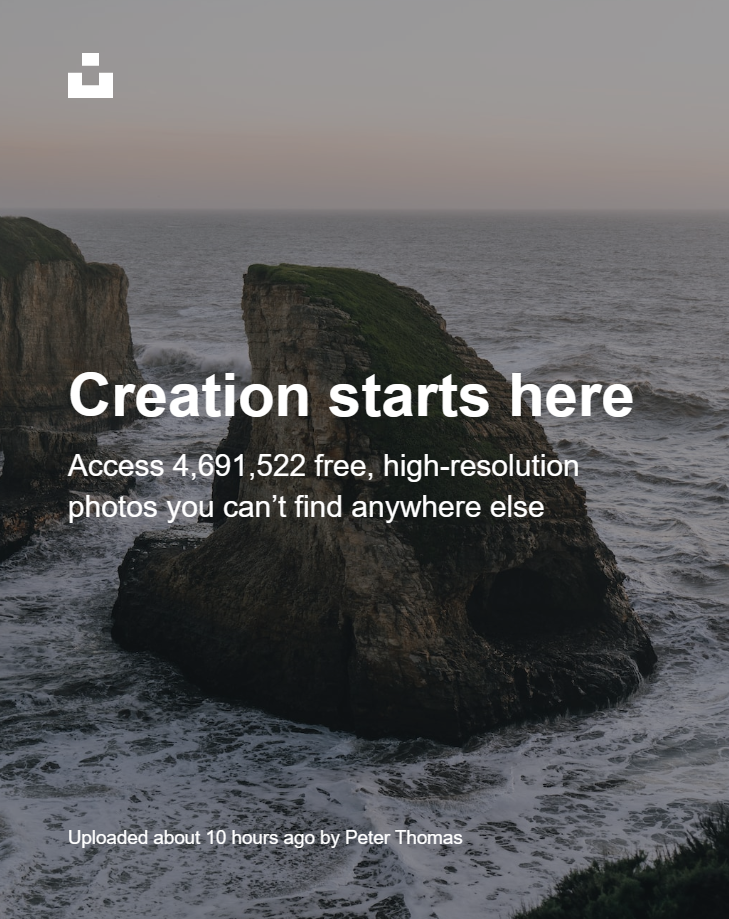 Creation starts here
Access 4,691,522 free, high-resolution
photos you can’t find anywhere else
Uploaded about 10 hours ago by Peter Thomas